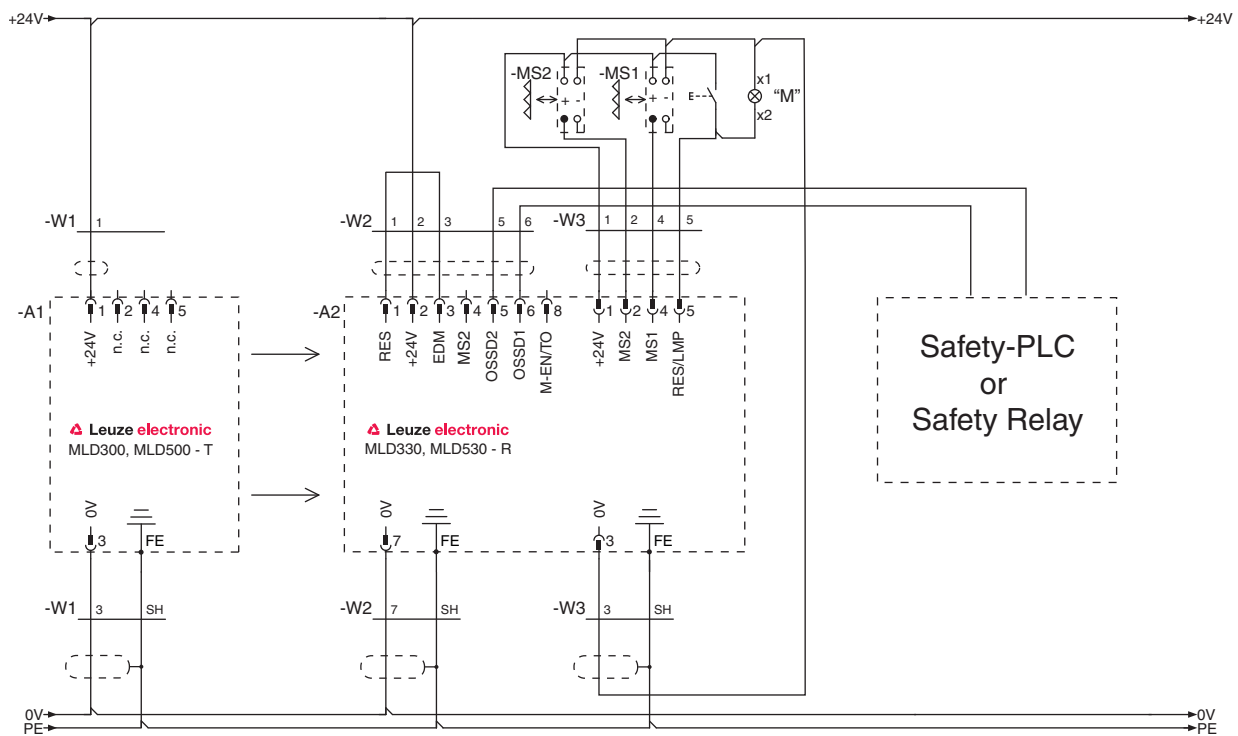 +24V +24V
-MS2 -MS1 x1 "M"
+ - + - E x2
-W1 1 -W2 1 2 3 5 6 -W3 1 2 4 5
-A1 1 2 4 5 -A2 1 2 3 4 5 6 8 1 2 4 5
+24V n.c. n.c. n.c. RES +24V EDM MS2 OSSD2 OSSD1 M-EN/TO +24V MS2 MS1 RES/LMP
Safety-PLC
or
Safety Relay
Leuze electronic
MLD300, MLD500 - T
Leuze electronic
MLD330, MLD530 - R
0V 0V 0V
3 FE 7 FE 3 FE
-W1 3 SH -W2 7 SH -W3 3 SH
0V 0V
PE PE